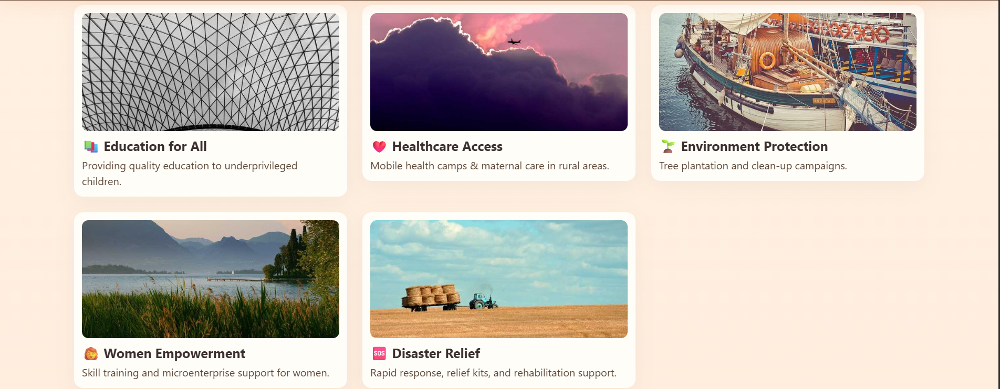 LONDON
📚 Education for All
Providing quality education to underprivileged
children.
❤️ Healthcare Access
Mobile health camps & maternal care in rural areas.
🌱 Environment Protection
Tree plantation and clean-up campaigns.
👩 Women Empowerment
Skill training and microenterprise support for women.
🆘 Disaster Relief
Rapid response, relief kits, and rehabilitation support.